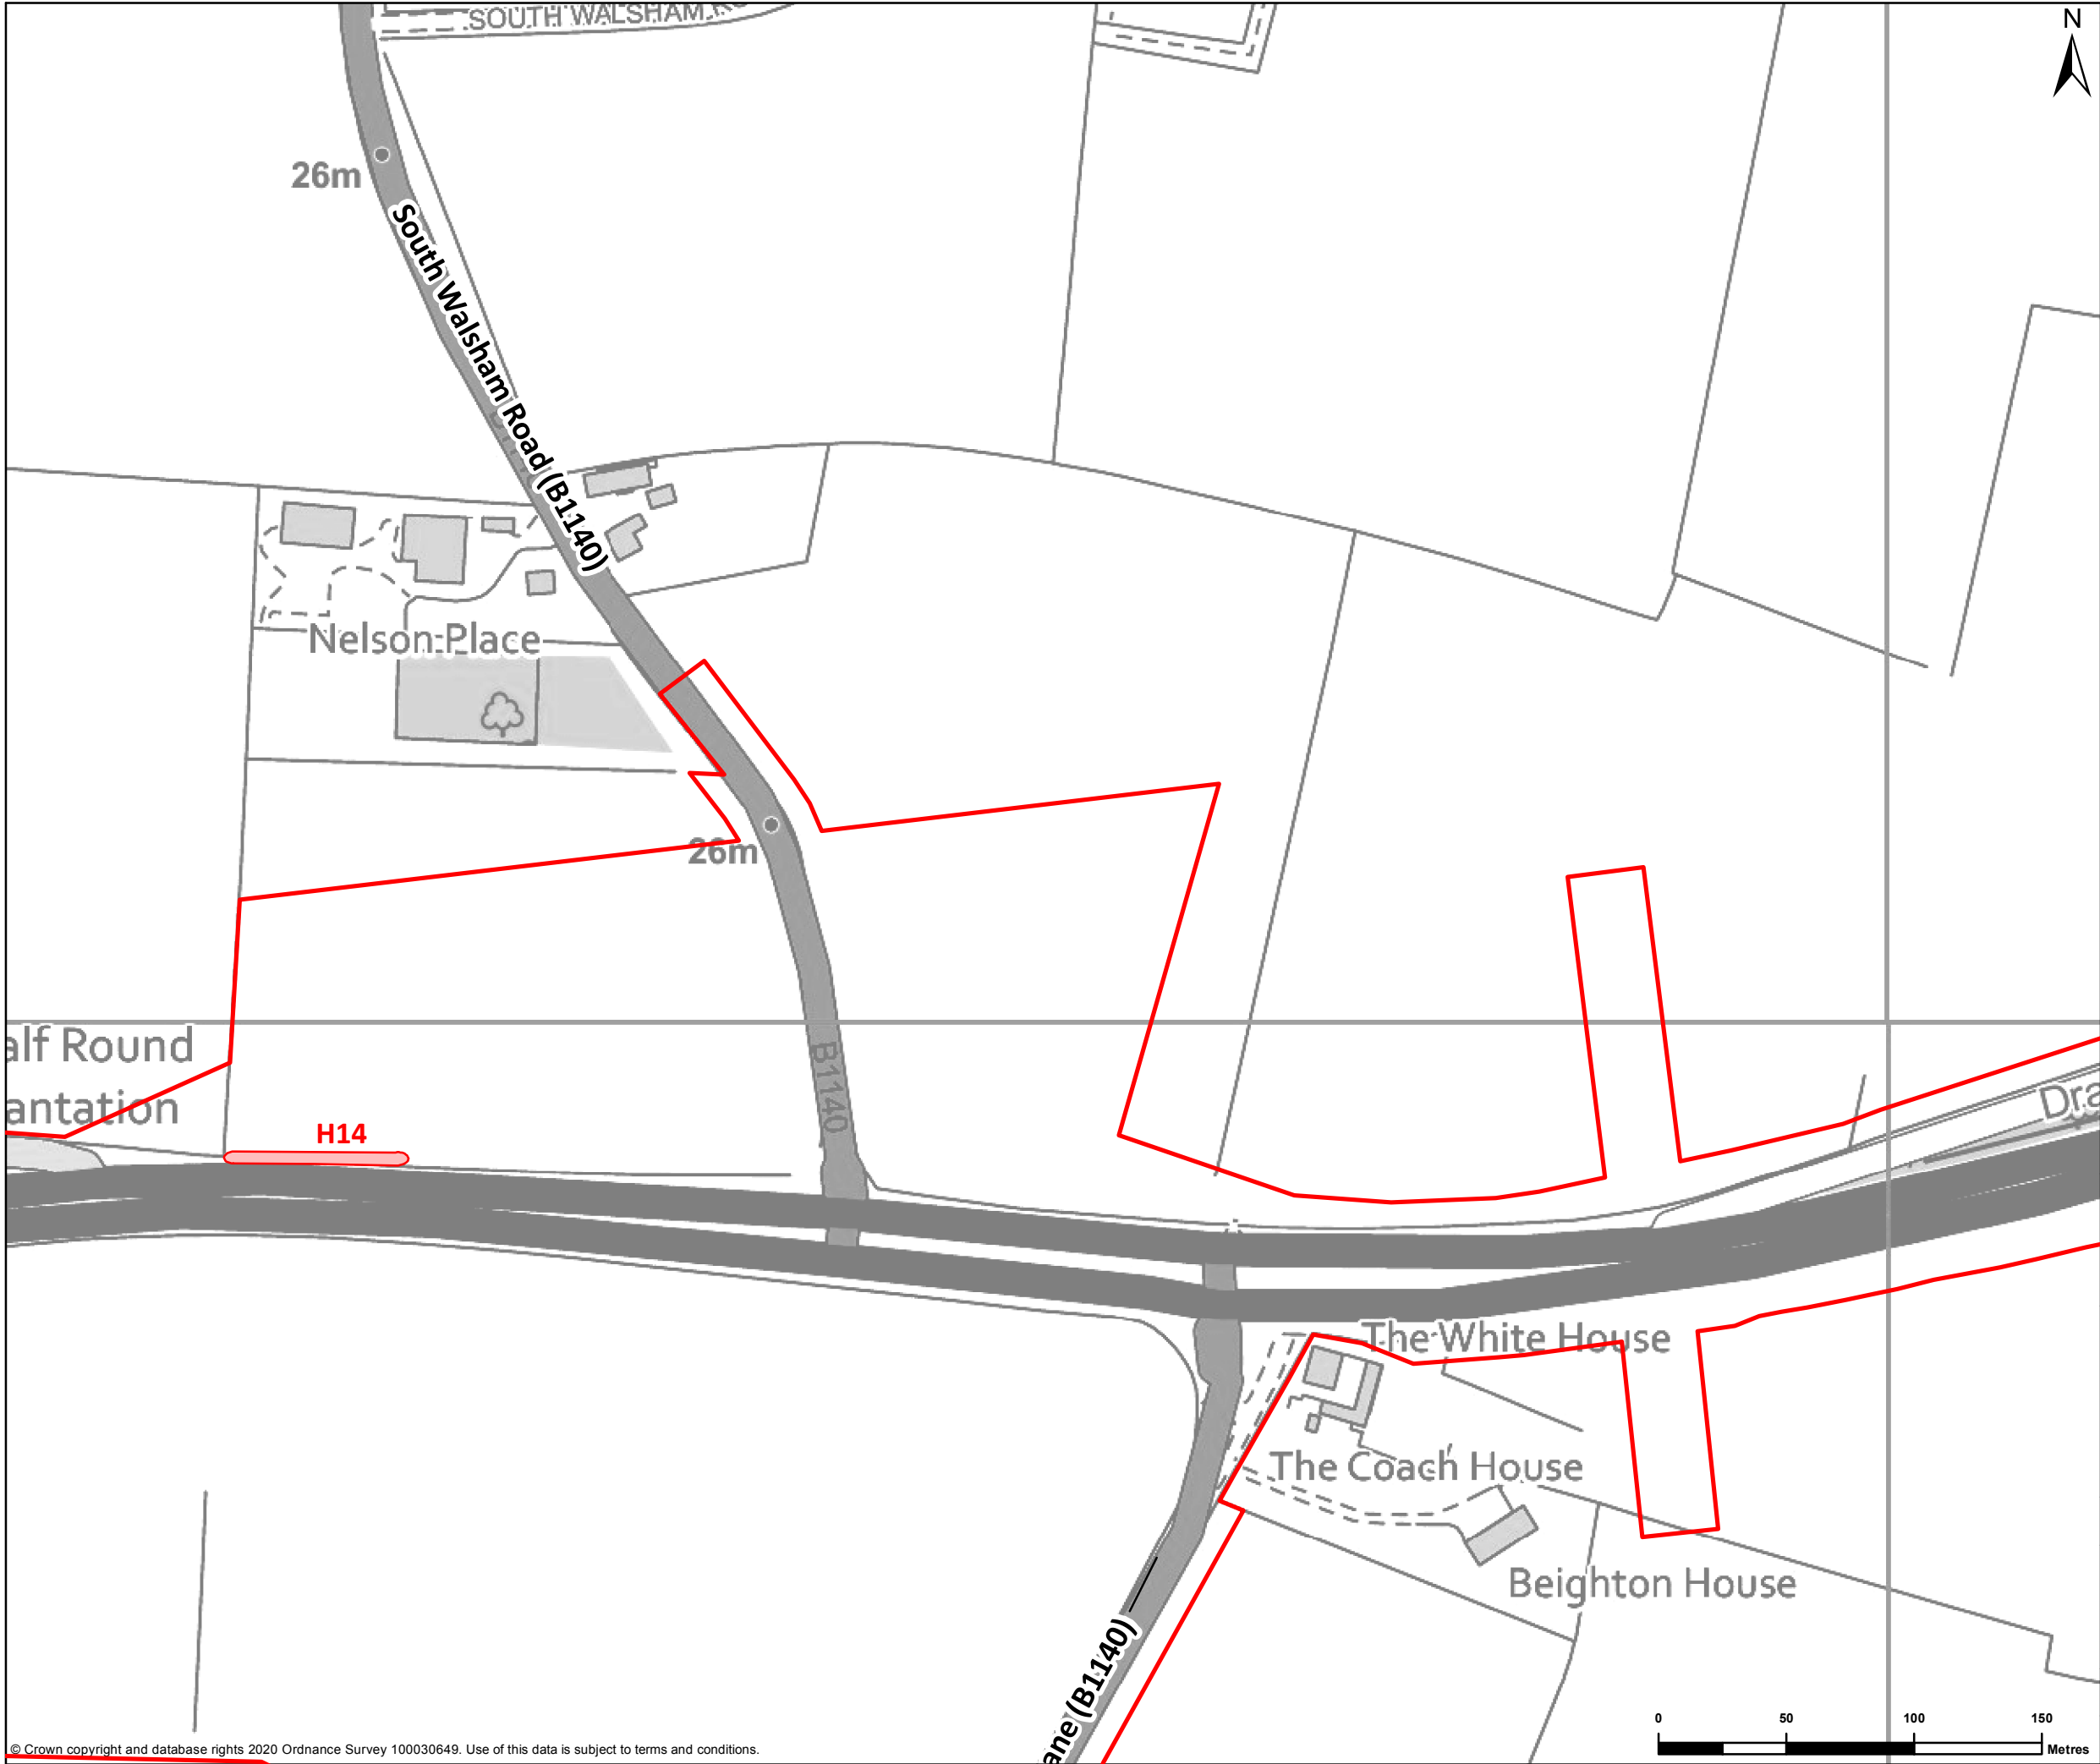 SOUTH WALSHAM
N
26m
South Walsham Road (B1140)
Nelson Place
26m
alf Round
antation
B1140
H14
Dra
The White House
The Coach House
Beighton House
ane (B1140)
0 50 100 150
Metres
© Crown copyright and database rights 2020 Ordnance Survey 100030649. Use of this data is subject to terms and conditions.